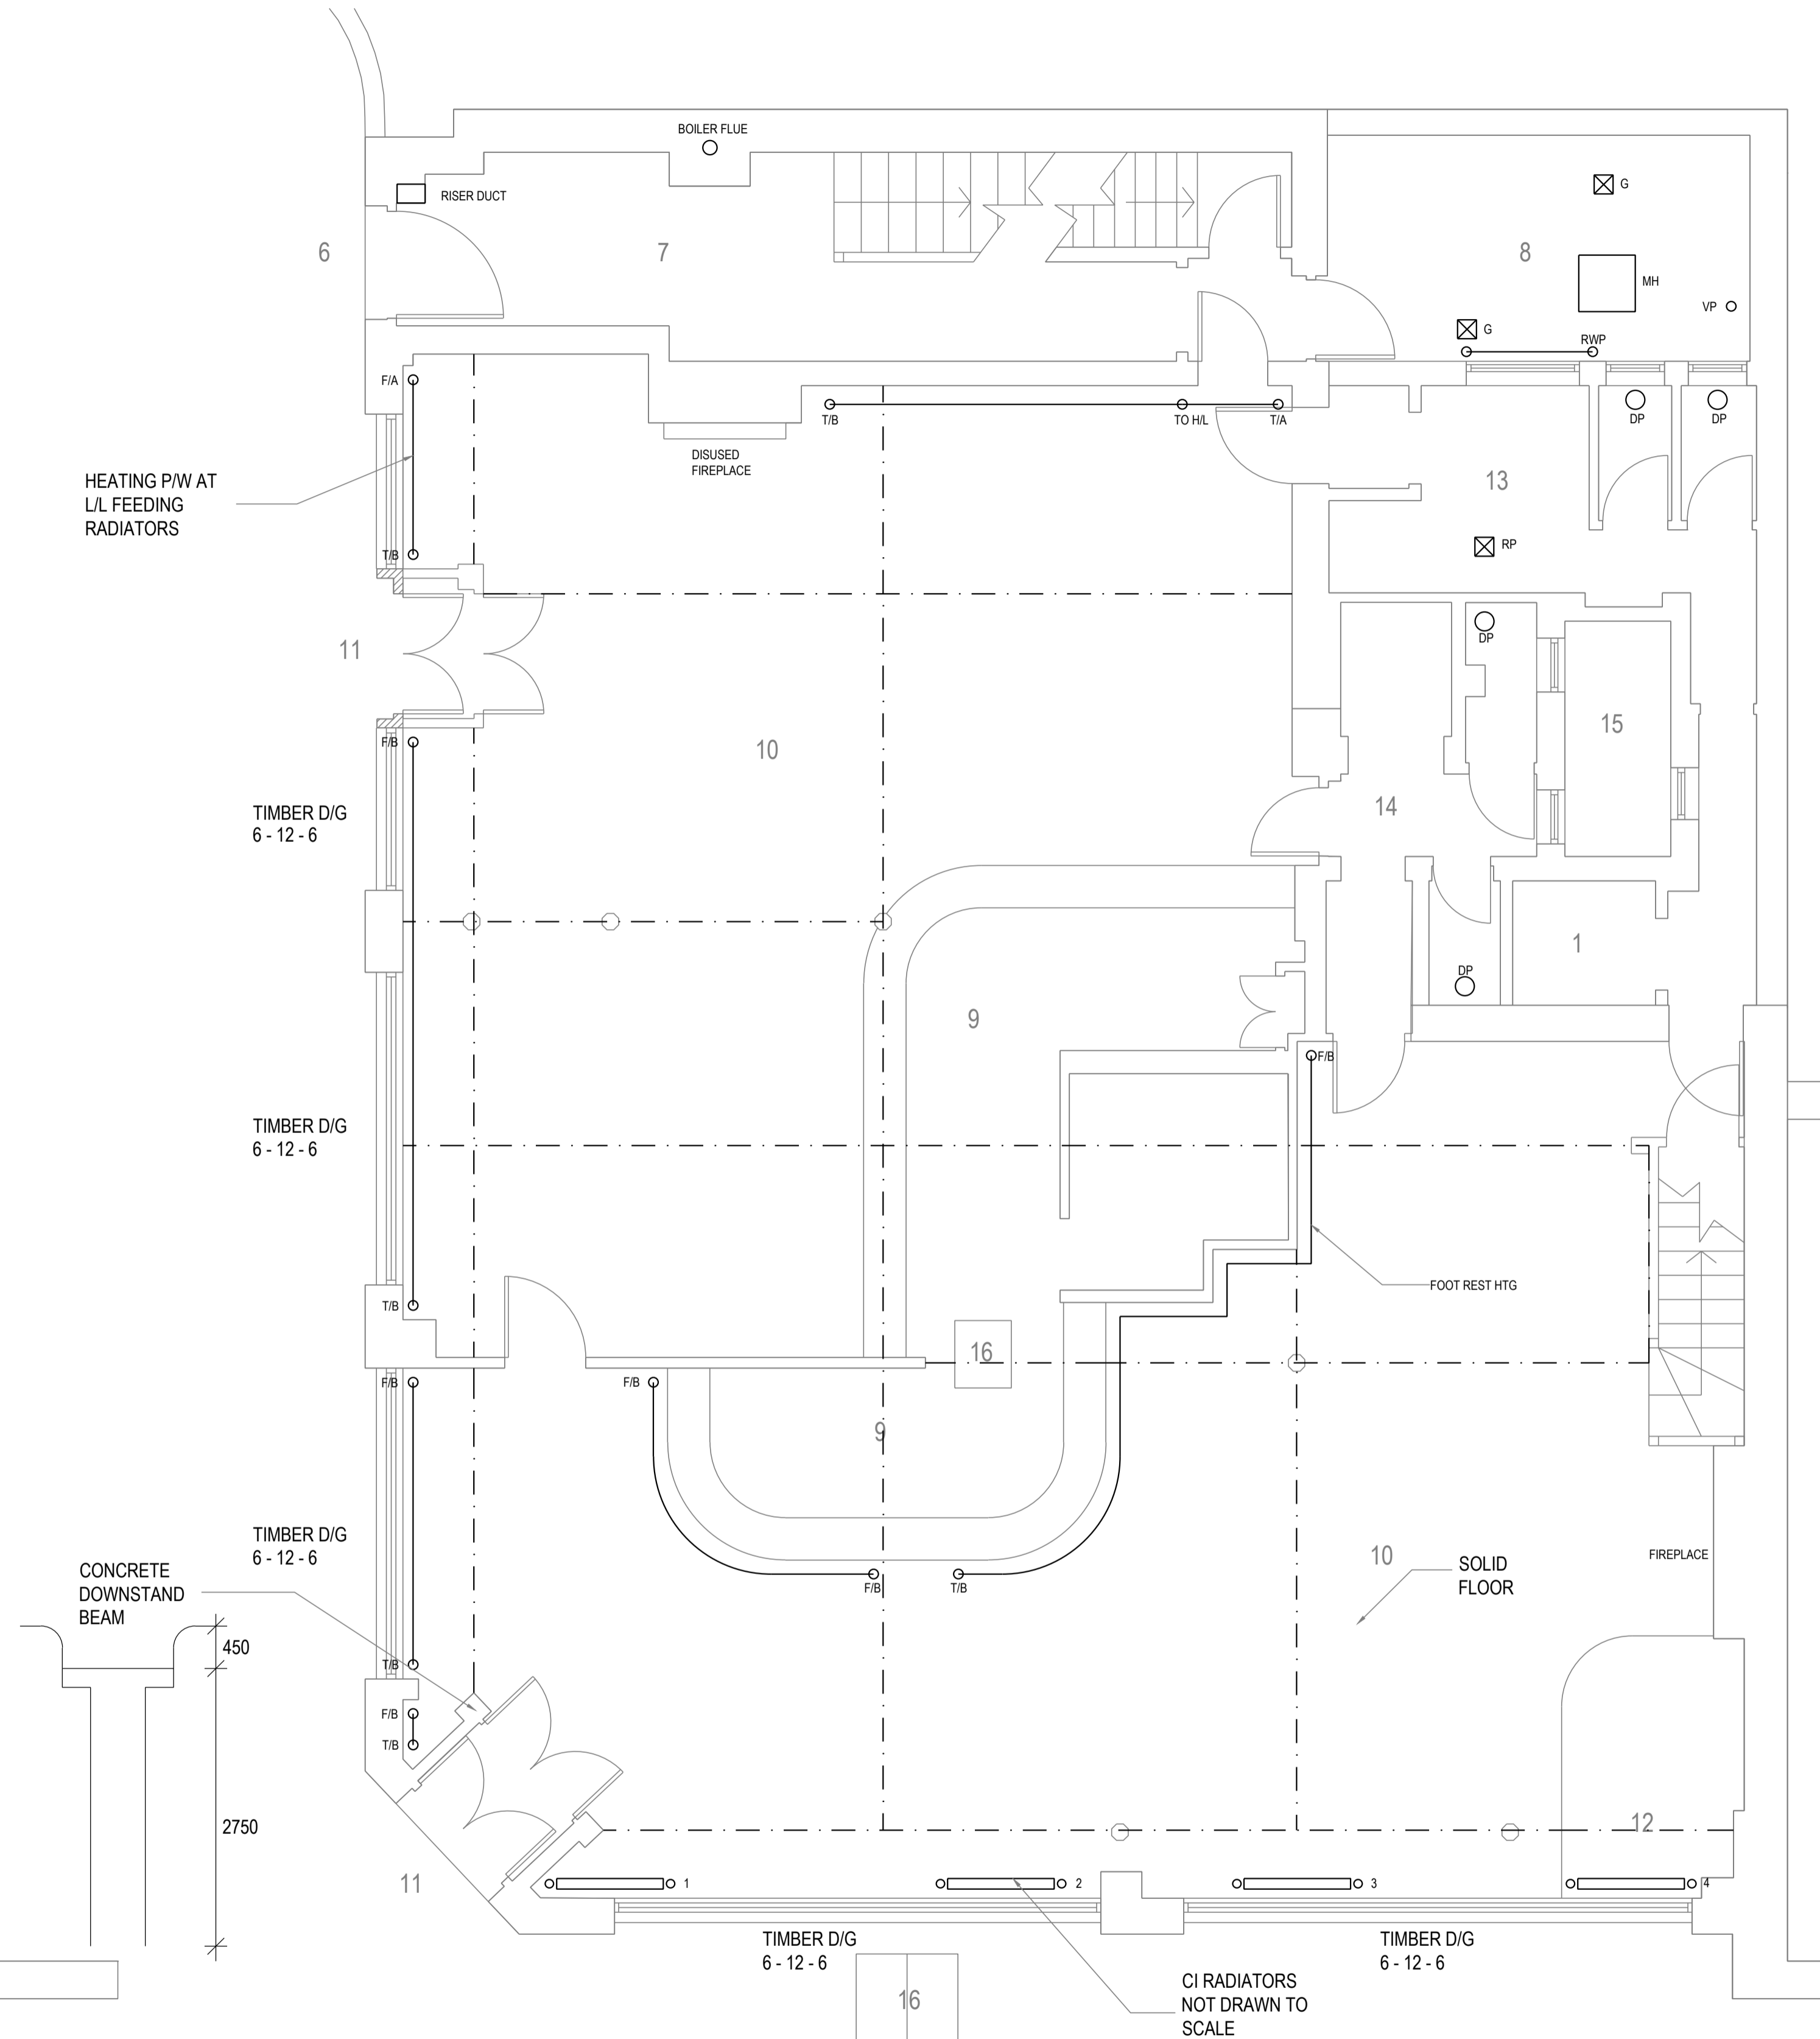 BOILER FLUE
RISER DUCT
G
6
7
8
MH
VP
G
RWP
F/A
T/B
TO H/L
T/A
DP
DP
DISUSED
FIREPLACE
HEATING P/W AT
L/L FEEDING
RADIATORS
13
T/B
RP
DP
11
15
F/B
10
TIMBER D/G
6 - 12 - 6
14
1
DP
9
F/B
TIMBER D/G
6 - 12 - 6
FOOT REST HTG
T/B
16
F/B
F/B
9
TIMBER D/G
6 - 12 - 6
10
SOLID
FLOOR
FIREPLACE
CONCRETE
DOWNSTAND
BEAM
F/B
T/B
450
T/B
F/B
T/B
2750
12
11
1
2
3
4
TIMBER D/G
6 - 12 - 6
TIMBER D/G
6 - 12 - 6
16
CI RADIATORS
NOT DRAWN TO
SCALE